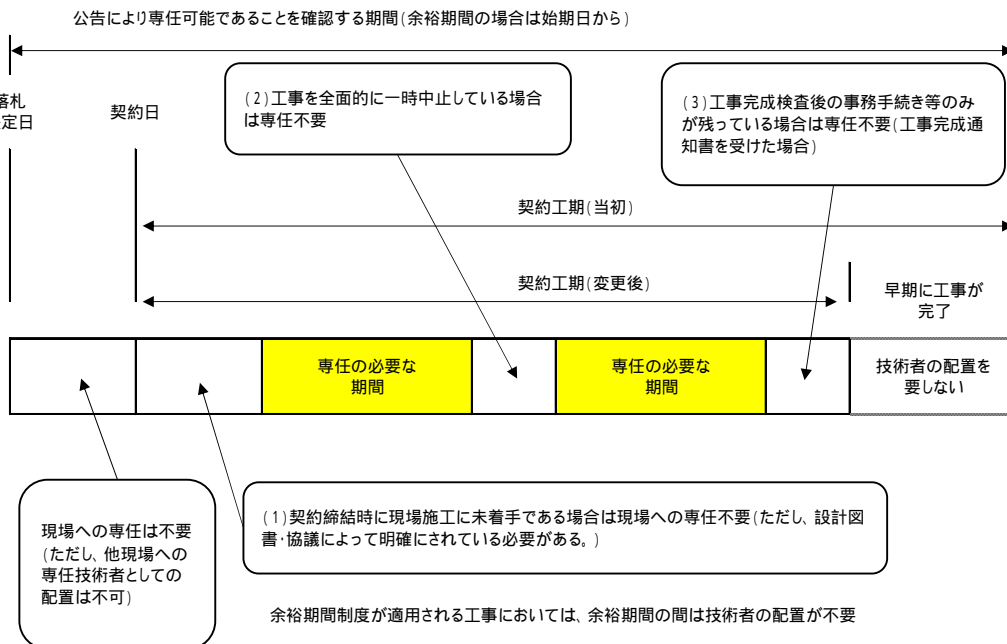 公告により専任可能であることを確認する期間(余裕期間の場合は始期日から)
落札
定日
契約日
(2)工事を全面的に一時中止している場合
は専任不要
(3)工事完成検査後の事務手続き等のみ
が残っている場合は専任不要(工事完成通
知書を受けた場合)
契約工期(当初)
契約工期(変更後)
早期に工事が
完了
専任の必要な
期間
専任の必要な
期間
技術者の配置を
要しない
現場への専任は不要
(ただし、他現場への
専任技術者としての
配置は不可)
(1)契約締結時に現場施工に未着手である場合は現場への専任不要(ただし、設計図
書・協議によって明確にされている必要がある。)
余裕期間制度が適用される工事においては、余裕期間の間は技術者の配置が不要